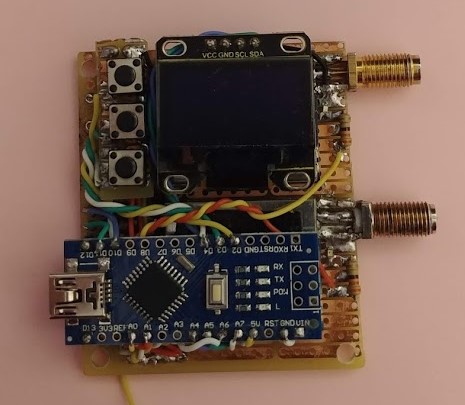 VCC GND SCL SDA
D12 D11 D10 D9 D8 D7 D6 D5 D4 D3 D2 GND RST RX0 TX1
RX
TX
POW
L
D13 3V3 REF A0 A1 A2 A3 A4 A5 A6 A7 5V RST GND VIN